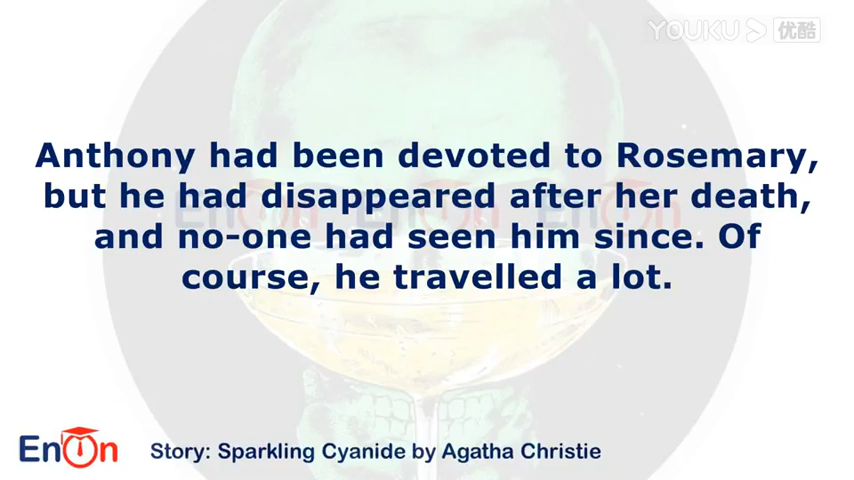 YOUKU 优酷
Anthony had been devoted to Rosemary,
but he had disappeared after her death,
and no-one had seen him since. Of
course, he travelled a lot.
EnOn
Story: Sparkling Cyanide by Agatha Christie